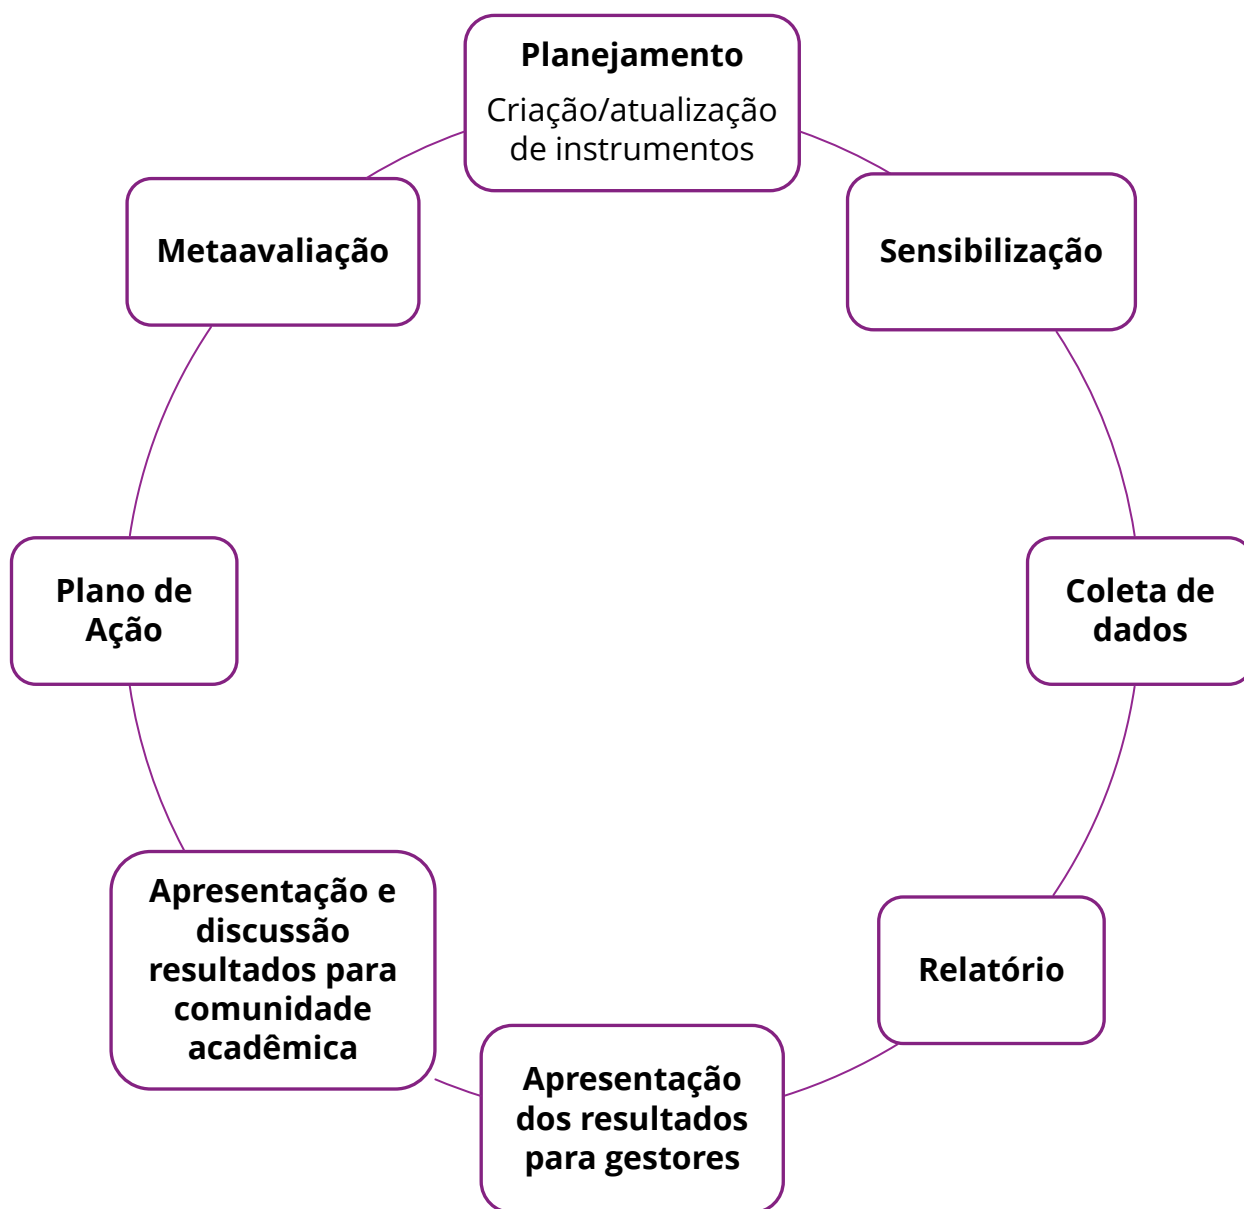 Planejamento
Criação/atualização
de instrumentos
Sensibilização
Coleta de
dados
Relatório
Apresentação
dos resultados
para gestores
Apresentação e
discussão
resultados para
comunidade
acadêmica
Plano de
Ação
Metaavaliação